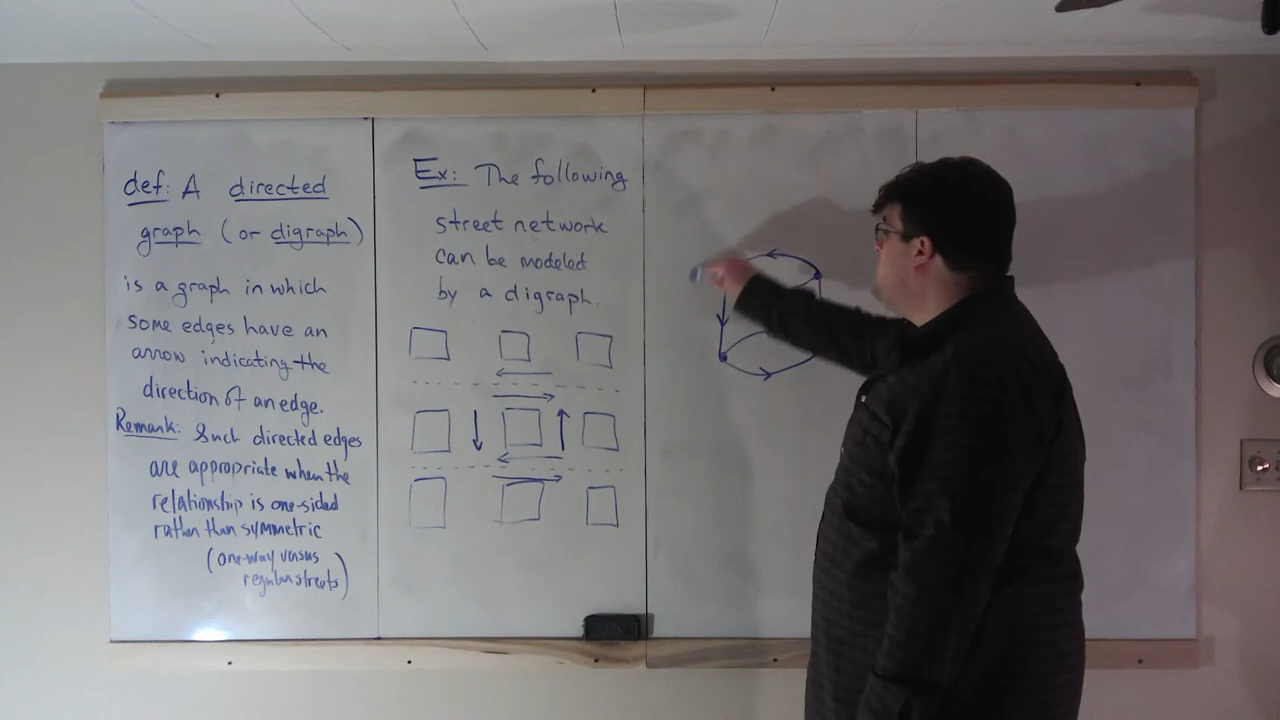 def: A directed
graph (or digraph)
is a graph in which
some edges have an
arrow indicating the
direction of an edge.
Remark: Such directed edges
are appropriate when the
relationship is one-sided
rather than symmetric
(one-way versus
regular streets)
Ex: The following
street network
can be modeled
by a digraph.